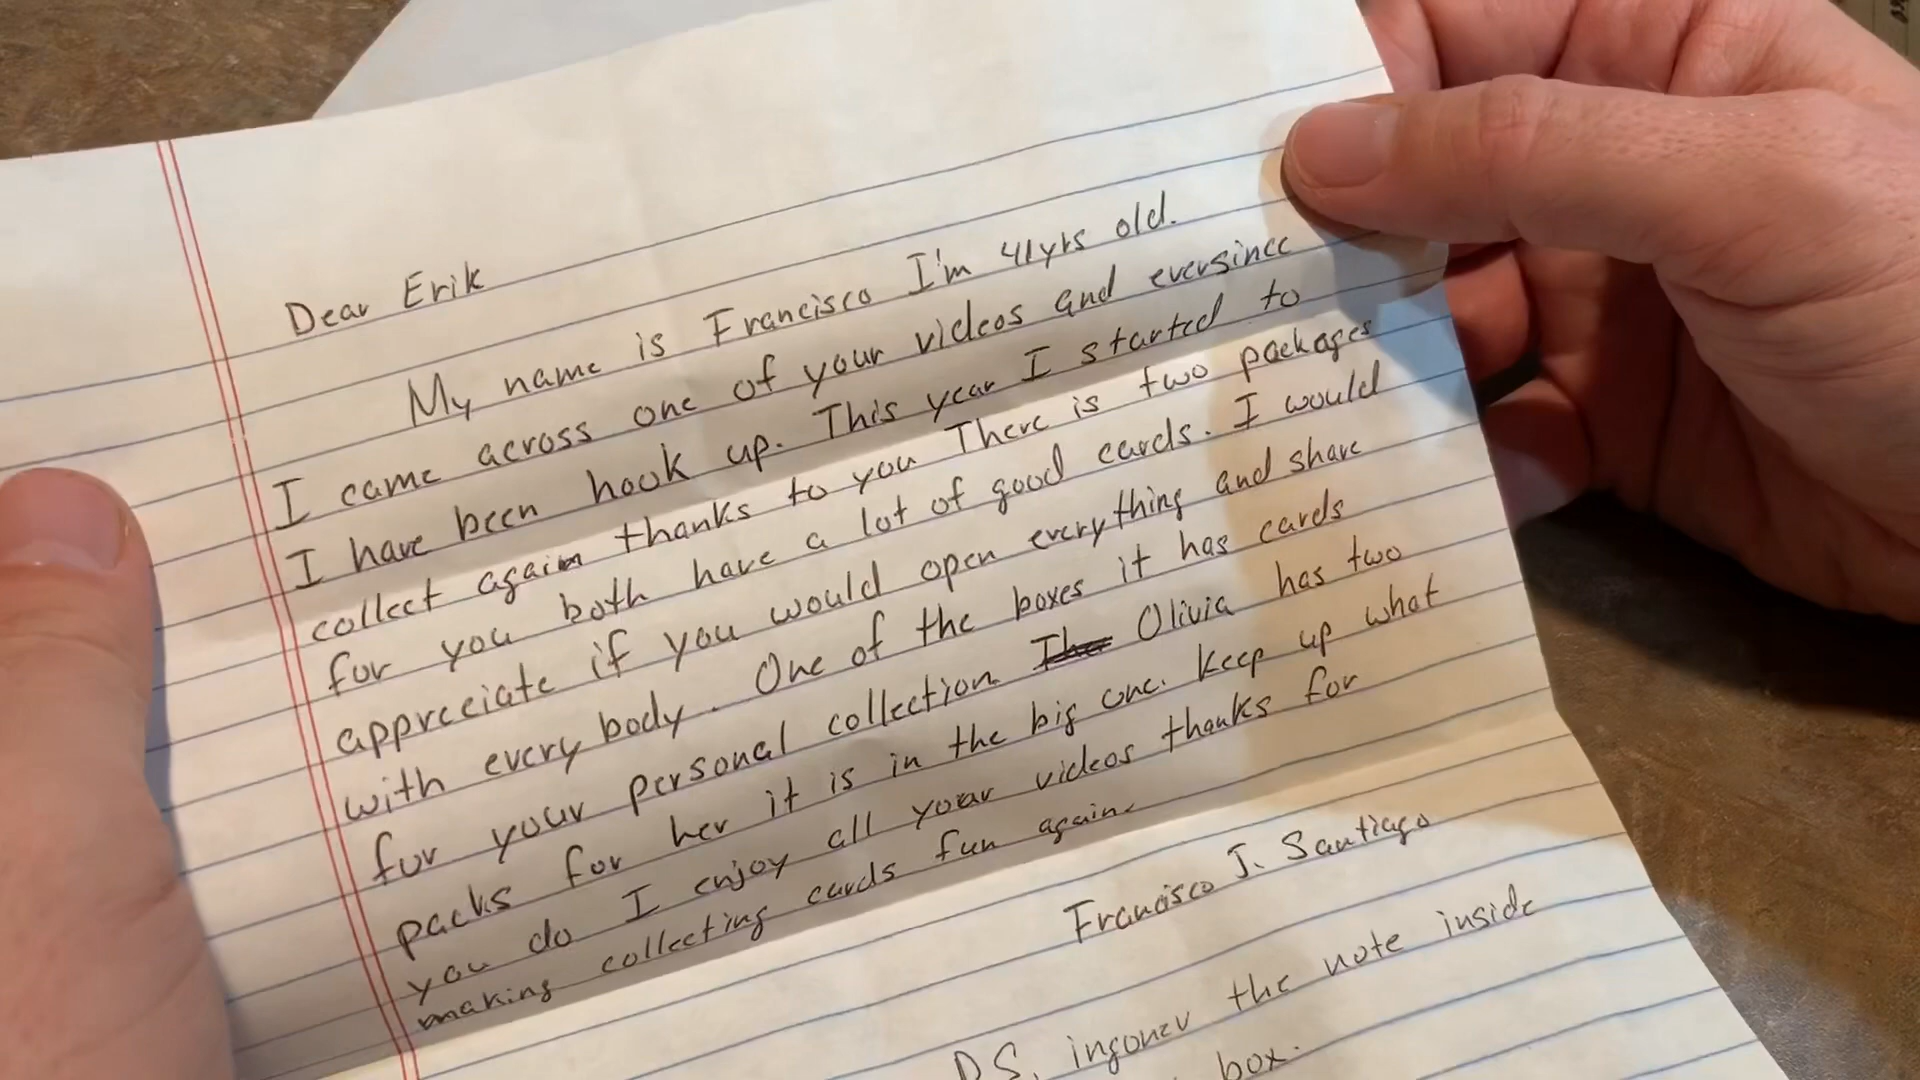 Dear Erik
My name is Francisco I'm 41yrs old.
I came across one of your videos and eversince
I have been hook up. This year I started to
collect again thanks to you There is two packages
for you both have a lot of good cards. I would
appreciate if you would open everything and share
with every body. One of the boxes it has cards
for your personal collection The Olivia has two
packs for her it is in the big one. Keep up what
you do I enjoy all your videos thanks for
making collecting cards fun again.
Francisco J. Santiago
P.S. ingoner the note inside
box.